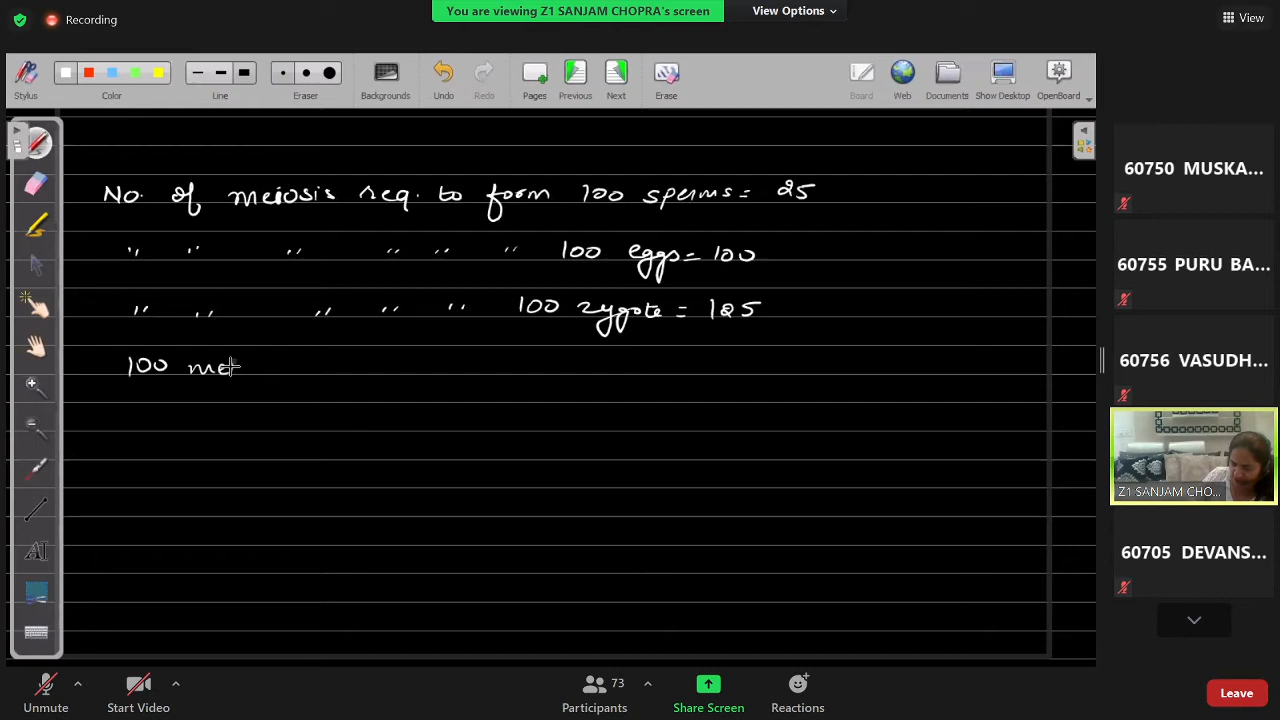 Recording
You are viewing Z1 SANJAM CHOPRA's screen
View Options
View
Stylus
Color
Line
Eraser
Backgrounds
Undo
Redo
Pages
Previous
Next
Erase
Board
Web
Documents
Show Desktop
OpenBoard
No. of meiosis req. to form 100 sperms = 25
" " " " " " 100 eggs = 100
" " " " " 100 zygote = 125
100 me
60750 MUSKA...
60755 PURU BA...
60756 VASUDH...
Z1 SANJAM CHO...
60705 DEVANS...
AI
Unmute
Start Video
73
Participants
Share Screen
Reactions
Leave